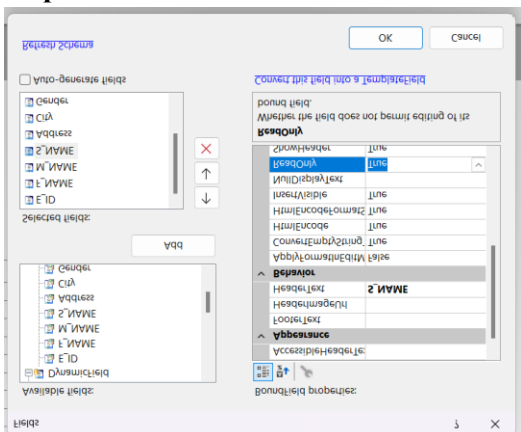 Fields
?
Available fields:
DynamicField
E_ID
F_NAME
M_NAME
S_NAME
Address
City
Gender
Add
Selected fields:
E_ID
F_NAME
M_NAME
S_NAME
Address
City
Gender
Auto-generate fields
Refresh Schema
BoundField properties:
AccessibleHeaderTe
Appearance
FooterText
HeaderImageUrl
HeaderText S_NAME
Behavior
ApplyFormatInEditM False
ConvertEmptyString True
HtmlEncode True
HtmlEncodeFormatS True
InsertVisible True
NullDisplayText
ReadOnly True
ShowHeader True
ReadOnly
Whether the field does not permit editing of its
bound field.
Convert this field into a TemplateField
OK
Cancel